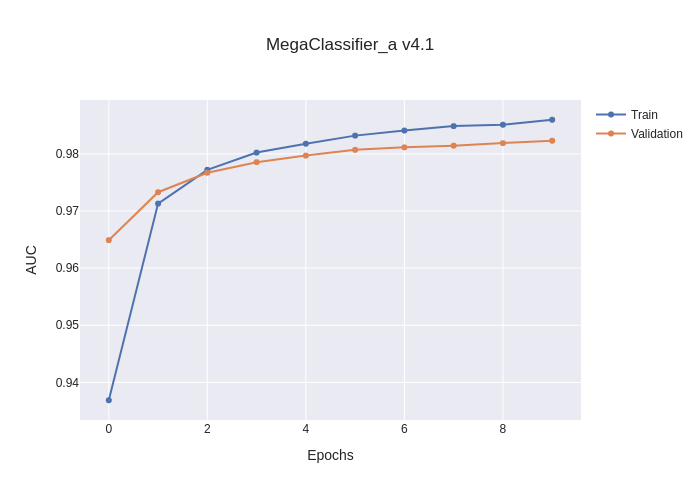 MegaClassifier_a v4.1
Train
Validation
0.98
0.97
0.96
0.95
0.94
AUC
0 2 4 6 8
Epochs